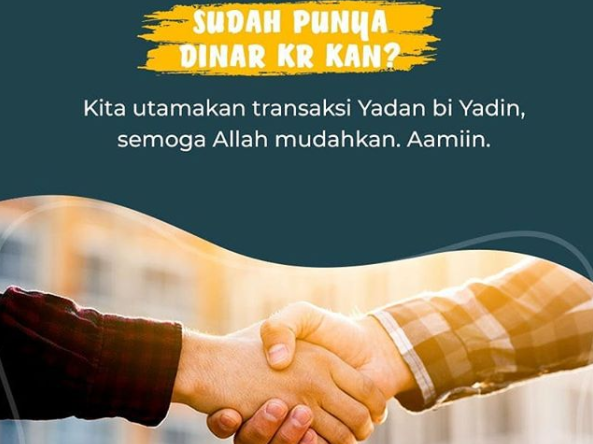 SUDAH PUNYA
DINAR KR KAN?
Kita utamakan transaksi Yadan bi Yadin,
semoga Allah mudahkan. Aamiin.